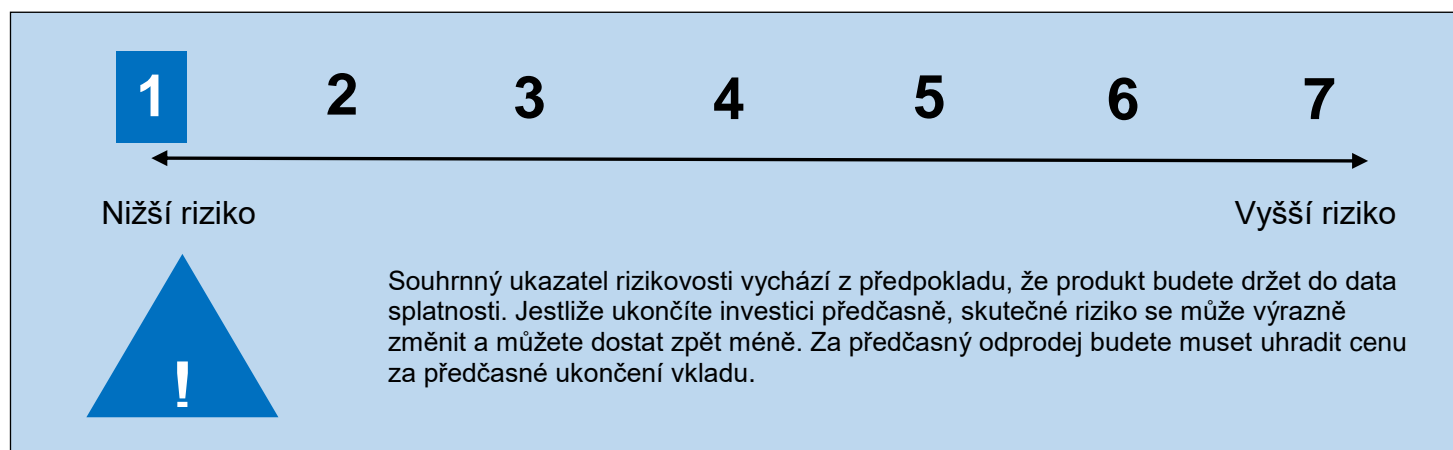 1 2 3 4 5 6 7
Nižší riziko Vyšší riziko
Souhrnný ukazatel rizikovosti vychází z předpokladu, že produkt budete držet do data
splatnosti. Jestliže ukončíte investici předčasně, skutečné riziko se může výrazně
změnit a můžete dostat zpět méně. Za předčasný odprodej budete muset uhradit cenu
za předčasné ukončení vkladu.
!